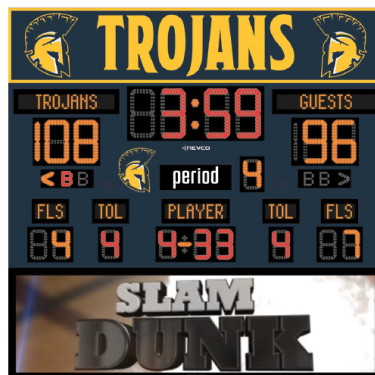 TROJANS
TROJANS 3:59 GUESTS
108 96
NEVCO
< B B period 4 B B >
FLS TOL PLAYER TOL FLS
4 4 4-33 4 7
SLAM
DUNK